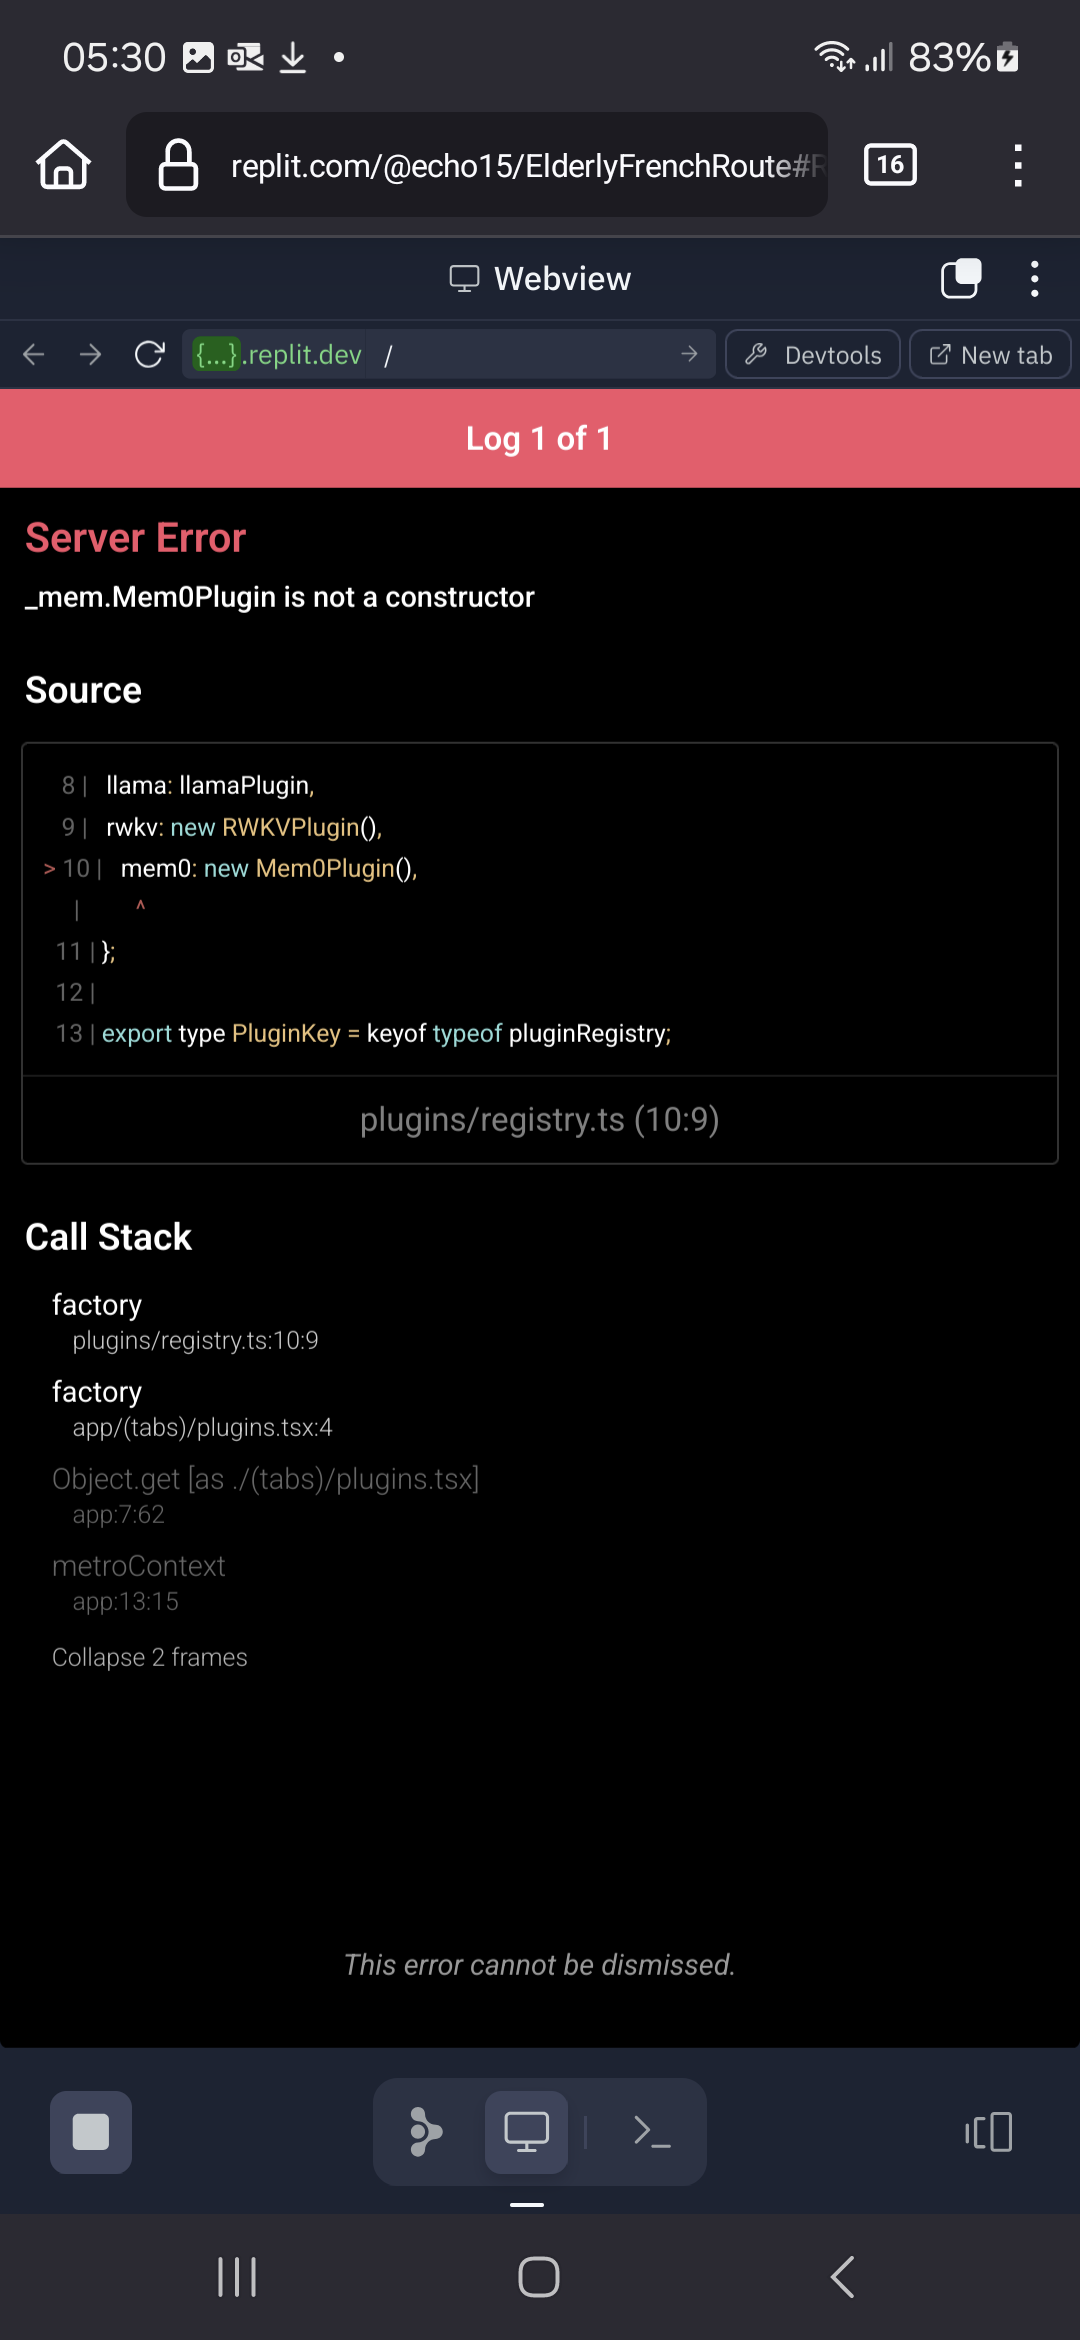 05:30
83%
replit.com/@echo15/ElderlyFrenchRoute#
16
Webview
{...}.replit.dev /
Devtools
New tab
Log 1 of 1
Server Error
_mem.Mem0Plugin is not a constructor
Source
8 | llama: llamaPlugin,
9 | rwkv: new RWKVPlugin(),
> 10 | mem0: new Mem0Plugin(),
| ^
11 | };
12 |
13 | export type PluginKey = keyof typeof pluginRegistry;
plugins/registry.ts (10:9)
Call Stack
factory
plugins/registry.ts:10:9
factory
app/(tabs)/plugins.tsx:4
Object.get [as ./(tabs)/plugins.tsx]
app:7:62
metroContext
app:13:15
Collapse 2 frames
This error cannot be dismissed.